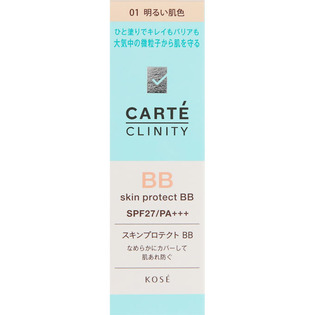 01 明るい肌色
ひと塗りでキレイもバリアも
大気中の微粒子から肌を守る
CARTÉ
CLINITY
BB
skin protect BB
SPF27/PA+++
スキンプロテクト BB
なめらかにカバーして
肌あれ防ぐ
KOSÉ